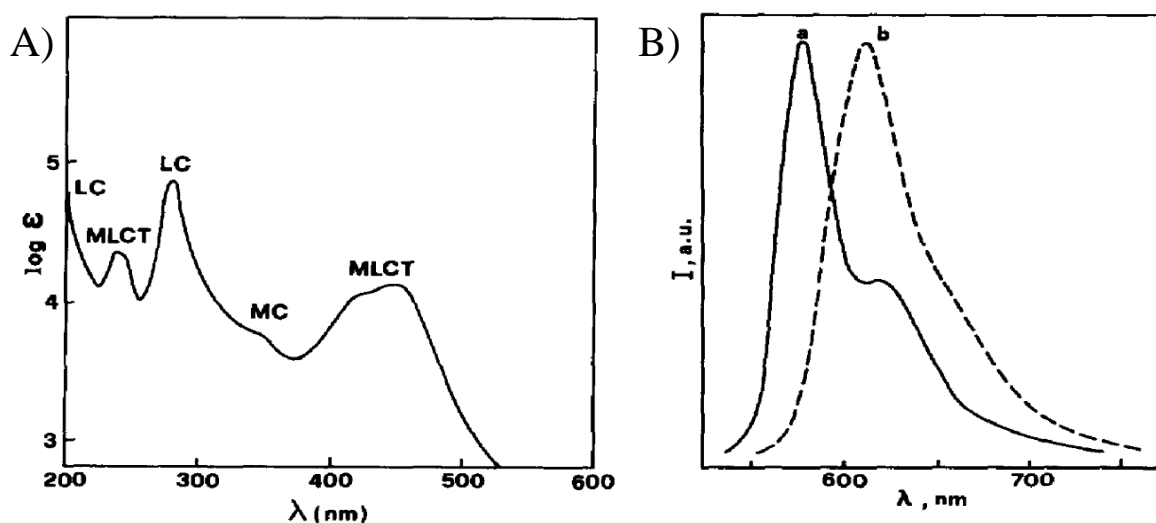 A)
5
4
3
log ε
LC
MLCT
LC
MC
MLCT
200 300 400 500 600
λ (nm)
B)
a
b
I, a.u.
600 700
λ , nm